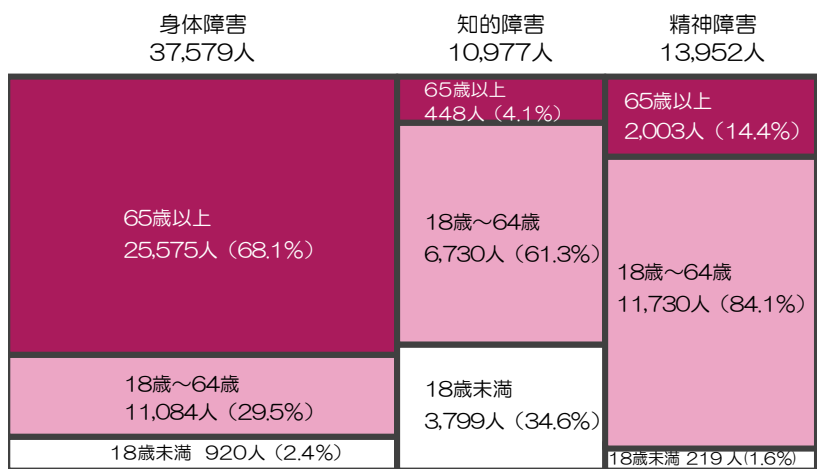 身体障害
37,579人
知的障害
10,977人
精神障害
13,952人
65歳以上
25,575人（68.1％）
18歳～64歳
11,084人（29.5％）
18歳未満 920人（2.4％）
65歳以上
448人（4.1％）
18歳～64歳
6,730人（61.3％）
18歳未満
3,799人（34.6％）
65歳以上
2,003人（14.4％）
18歳～64歳
11,730人（84.1％）
18歳未満 219 人(1.6％)